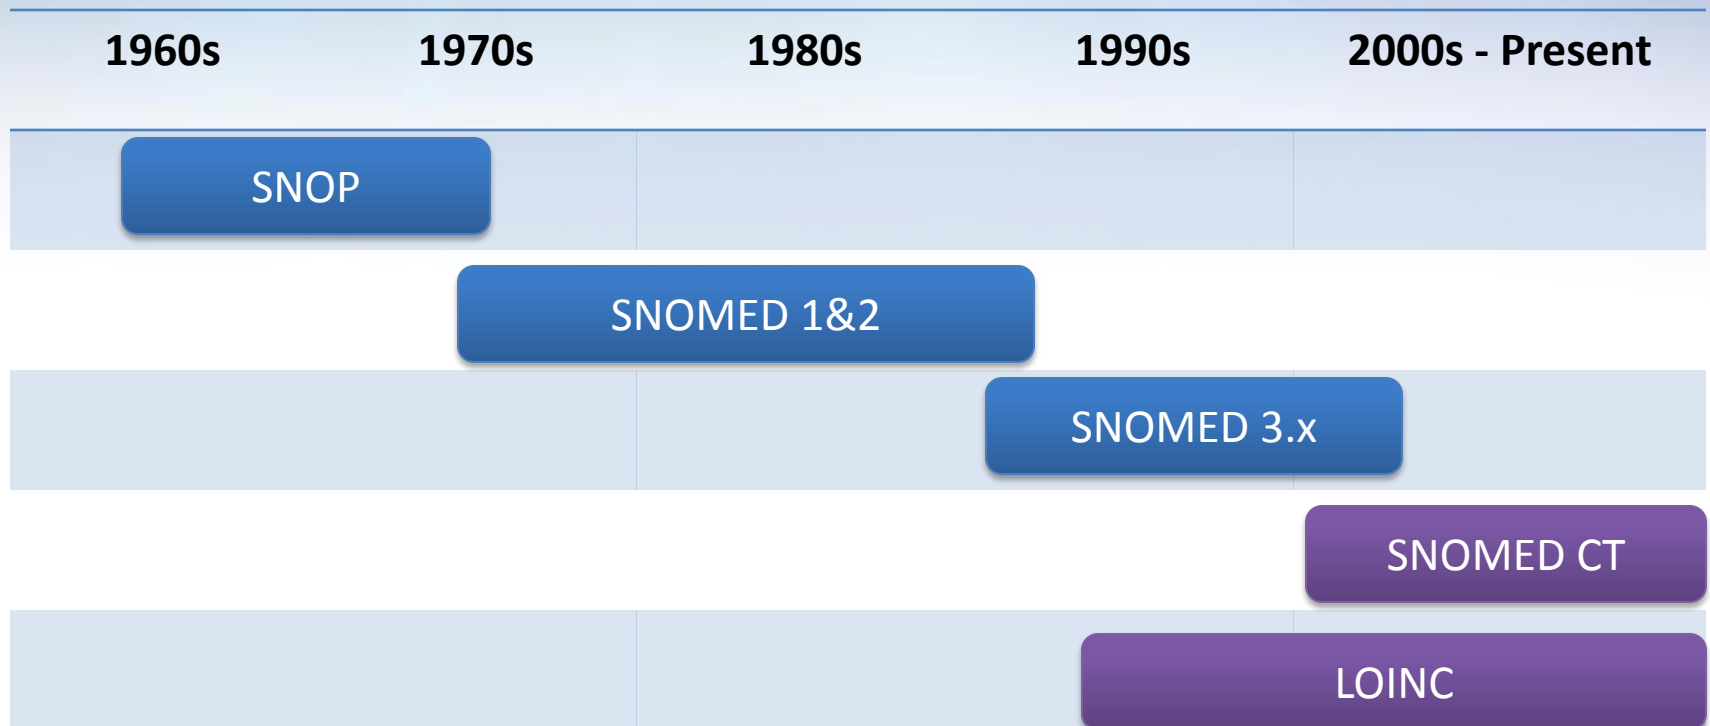 1960s 1970s 1980s 1990s 2000s - Present
SNOP
SNOMED 1&2
SNOMED 3.x
SNOMED CT
LOINC